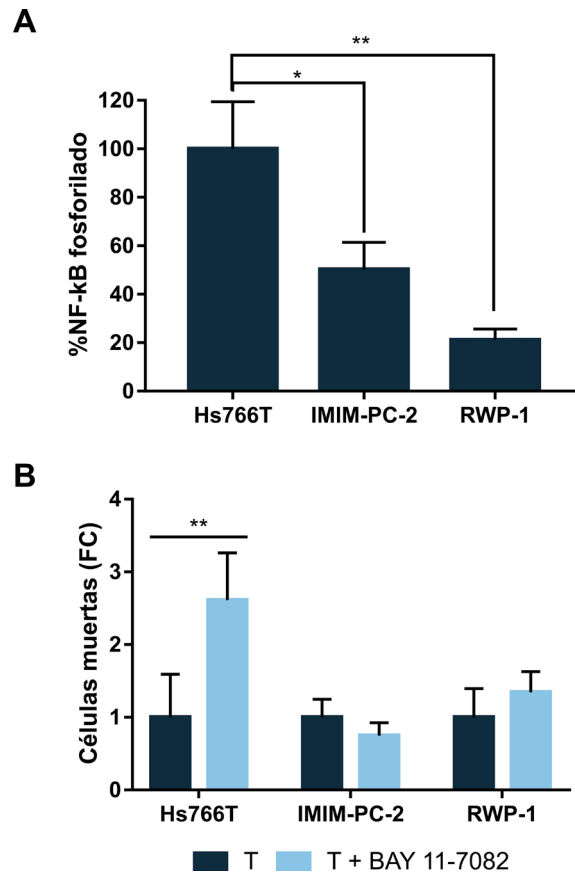 A
**
*
%NF-kB fosforilado
120
100
80
60
40
20
0
Hs766T IMIM-PC-2 RWP-1
B
**
Células muertas (FC)
4
3
2
1
0
Hs766T IMIM-PC-2 RWP-1
T T + BAY 11-7082